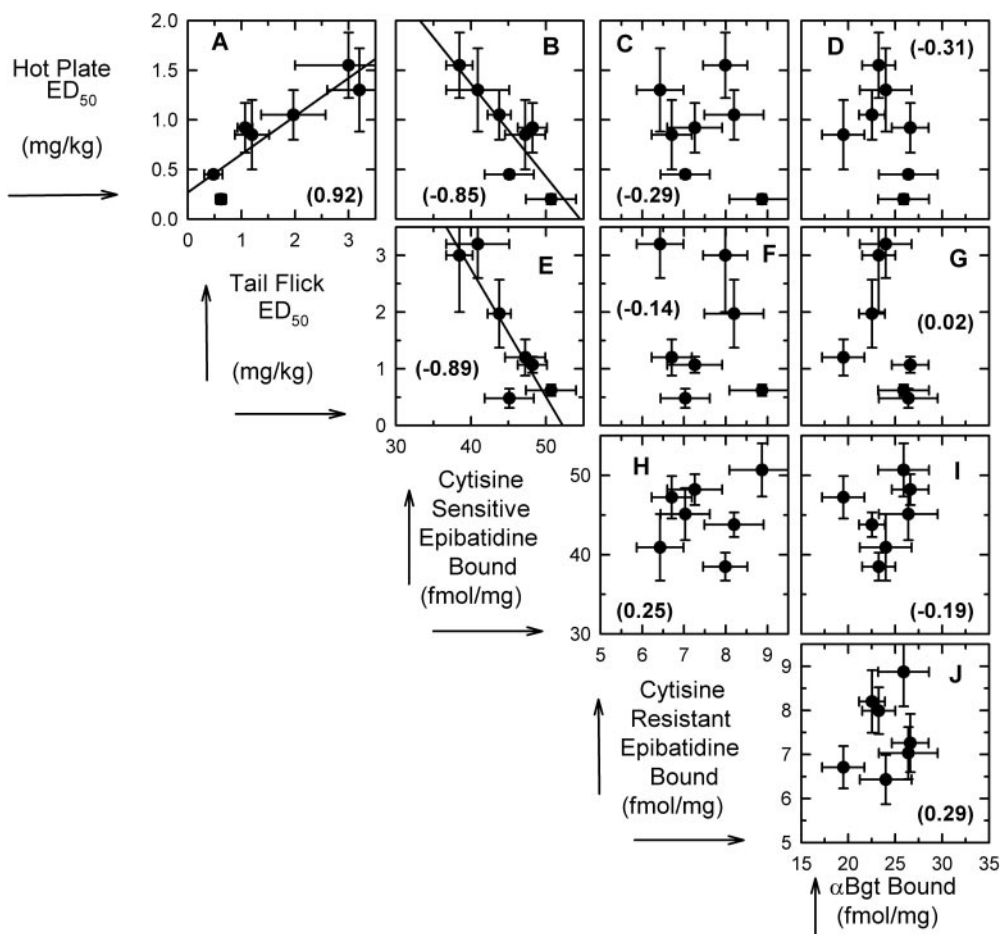 Hot Plate
ED50
(mg/kg)
2.0
1.5
1.0
0.5
0.0
A
(0.92)
0 1 2 3
B
(-0.85)
C
(-0.29)
D
(-0.31)
Tail Flick
ED50
(mg/kg)
3
2
1
0
E
(-0.89)
30 40 50
F
(-0.14)
G
(0.02)
Cytisine
Sensitive
Epibatidine
Bound
(fmol/mg)
50
40
30
H
(0.25)
5 6 7 8 9
I
(-0.19)
Cytisine
Resistant
Epibatidine
Bound
(fmol/mg)
9
8
7
6
5
J
(0.29)
15 20 25 30 35
αBgt Bound
(fmol/mg)